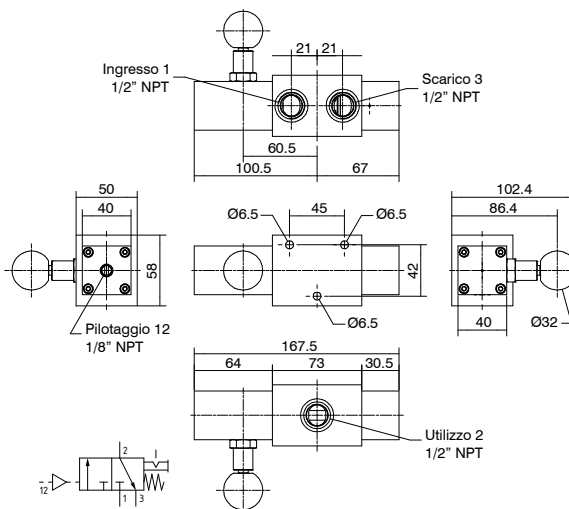 21 21
Ingresso 1
1/2” NPT
Scarico 3
1/2” NPT
60.5
100.5 67
50
40
58
Pilotaggio 12
1/8” NPT
Ø6.5 45 Ø6.5
42
Ø6.5
102.4
86.4
40 Ø32
167.5
64 73 30.5
Utilizzo 2
1/2” NPT
2
12
1 3